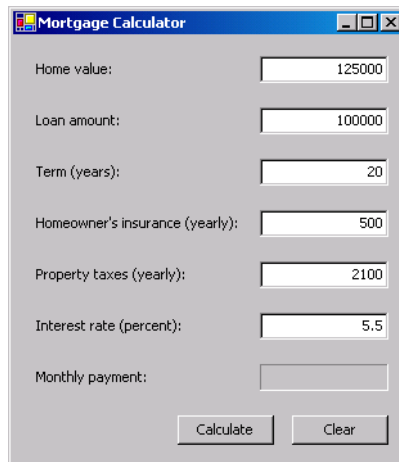 Mortgage Calculator
Home value: 125000
Loan amount: 100000
Term (years): 20
Homeowner's insurance (yearly): 500
Property taxes (yearly): 2100
Interest rate (percent): 5.5
Monthly payment:
Calculate Clear